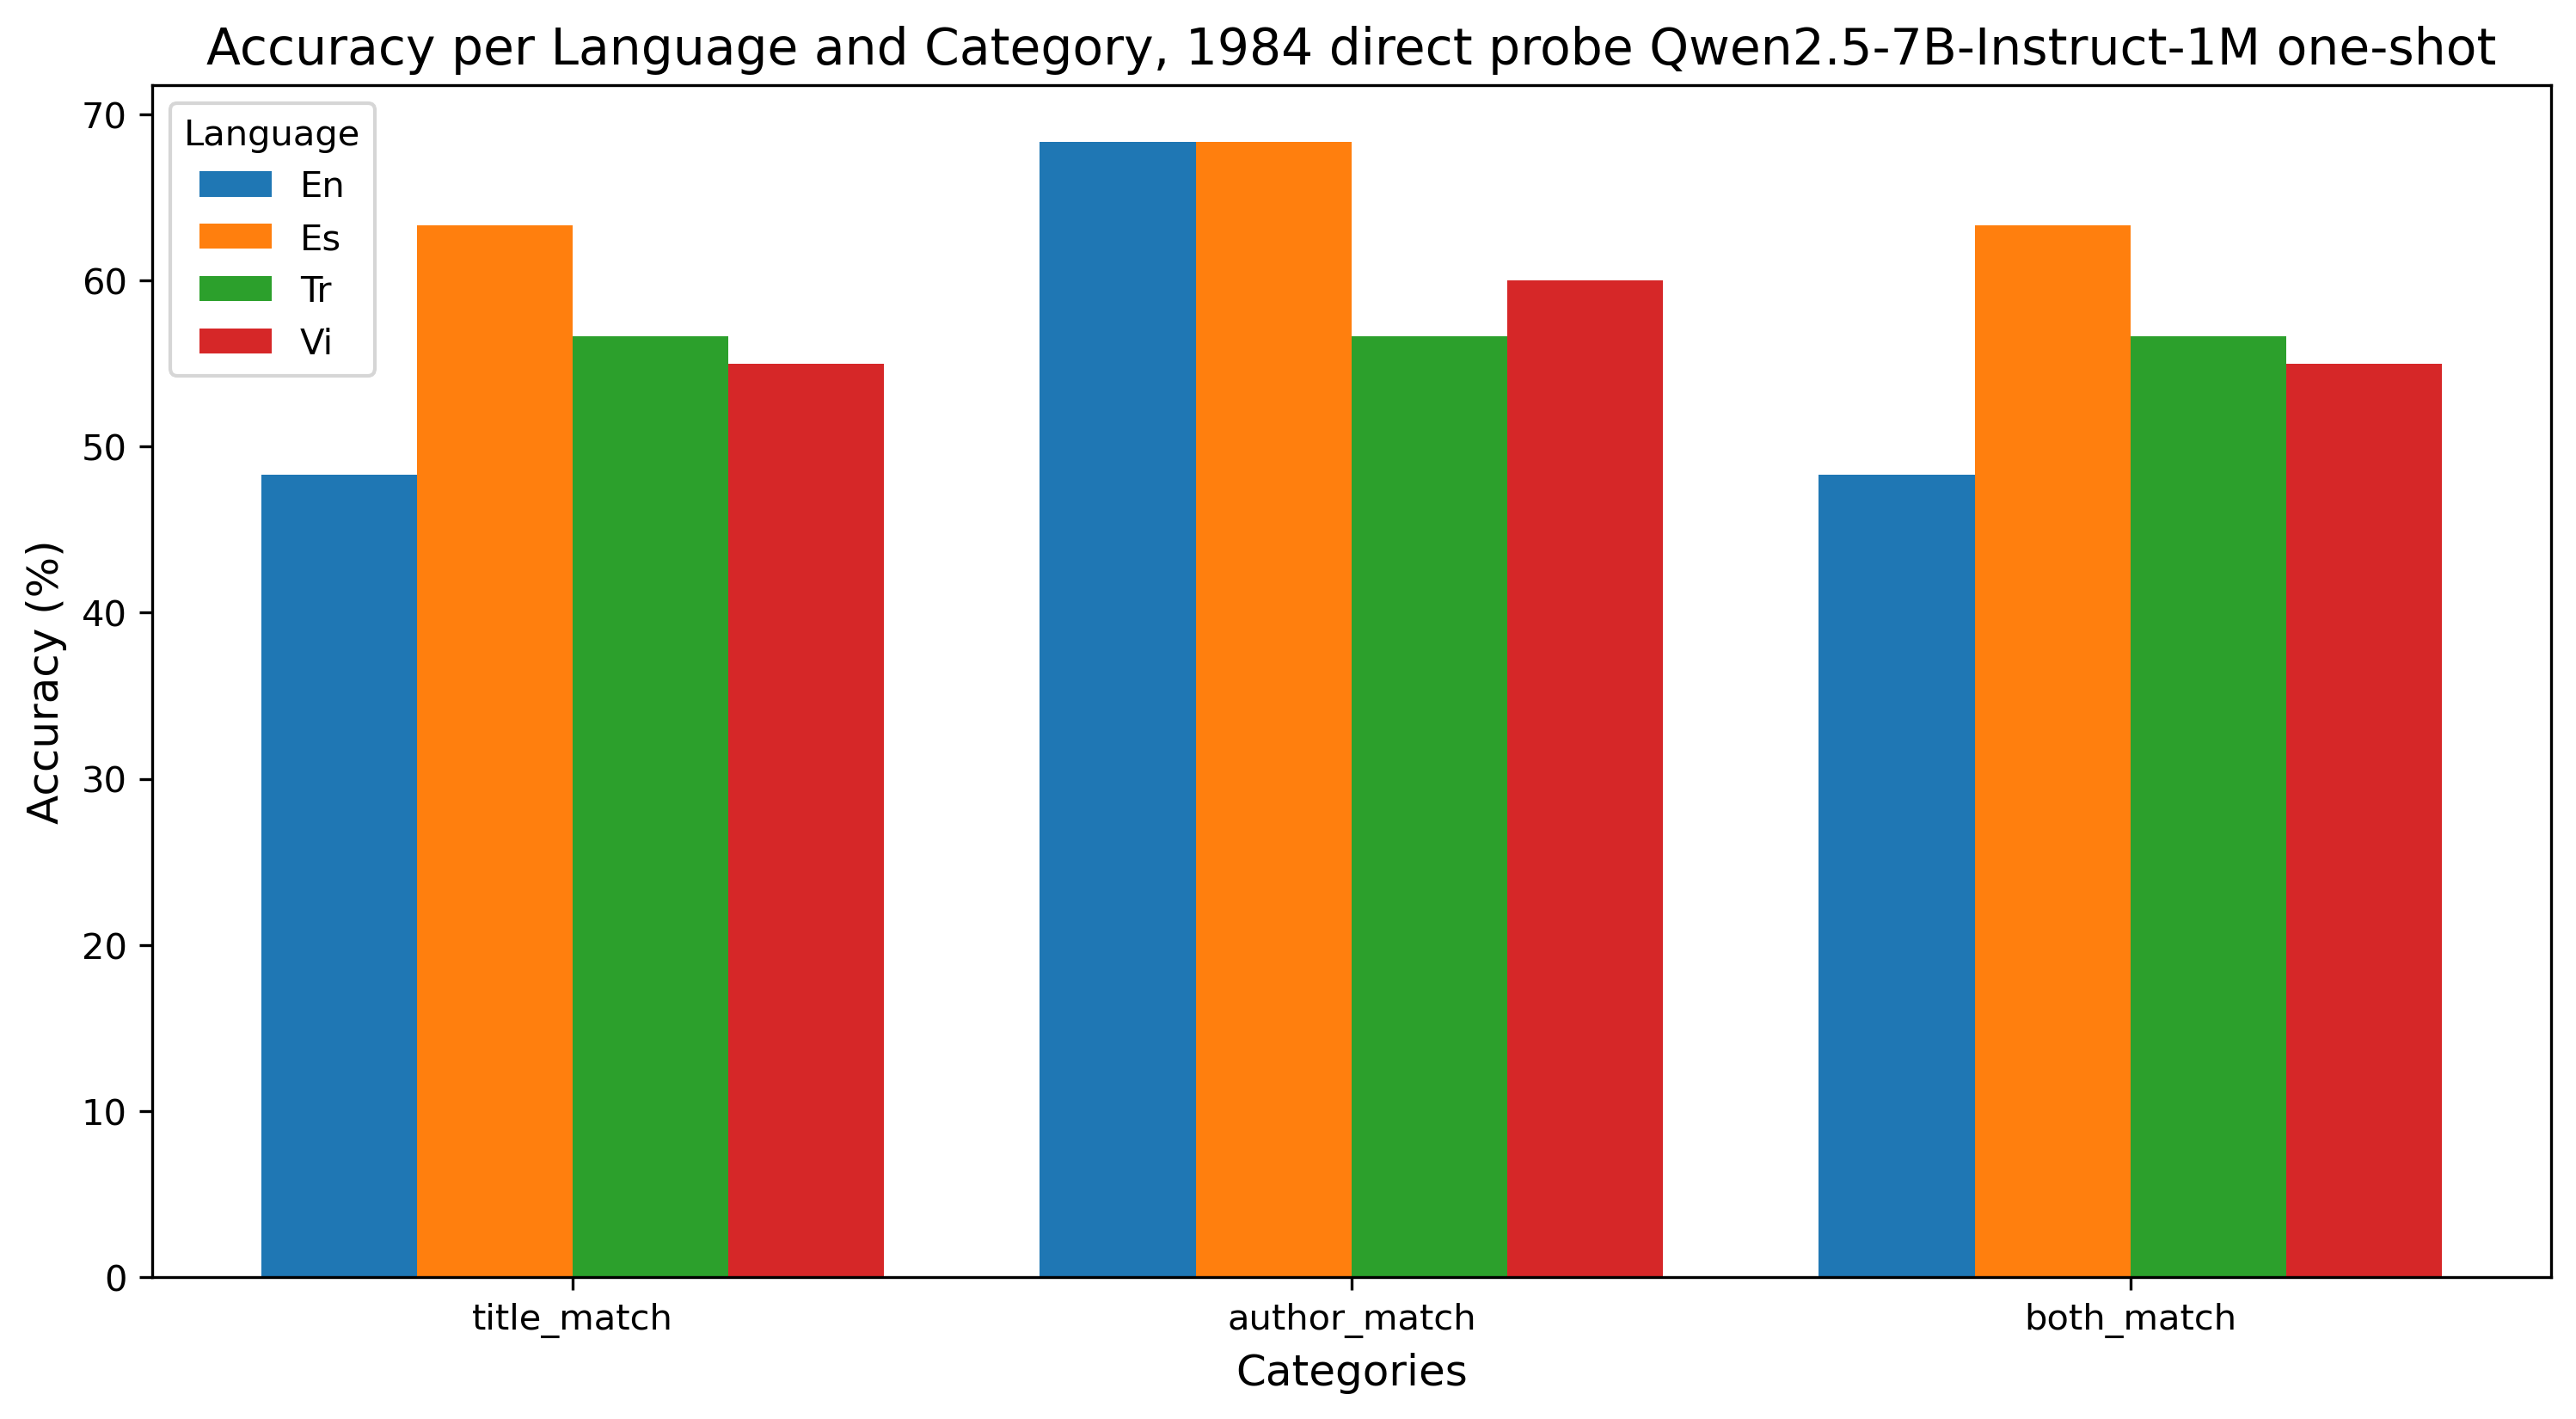 Accuracy per Language and Category, 1984 direct probe Qwen2.5-7B-Instruct-1M one-shot
Language
En
Es
Tr
Vi
Accuracy (%)
70
60
50
40
30
20
10
0
title_match author_match both_match
Categories